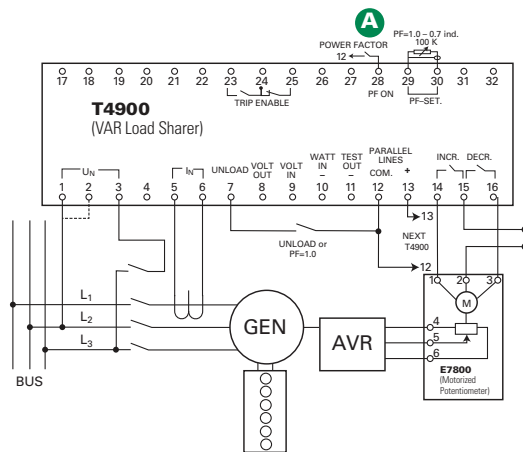 A
POWER FACTOR
12
PF=1.0 – 0.7 ind.
100 K
17 18 19 20 21 22 23 24 25 26 27 28 29 30 31 32
TRIP ENABLE
PF ON
PF–SET.
T4900
(VAR Load Sharer)
UN
IN
UNLOAD
VOLT
OUT
–
VOLT
IN
–
WATT
IN
–
TEST
OUT
–
PARALLEL
LINES
COM. +
INCR. DECR.
1 2 3 4 5 6 7 8 9 10 11 12 13 14 15 16
13
UNLOAD or
PF=1.0
NEXT
T4900
12
1 2 3
M
L1
L2
L3
GEN
AVR
4
5
6
BUS
E7800
(Motorized
Potentiometer)